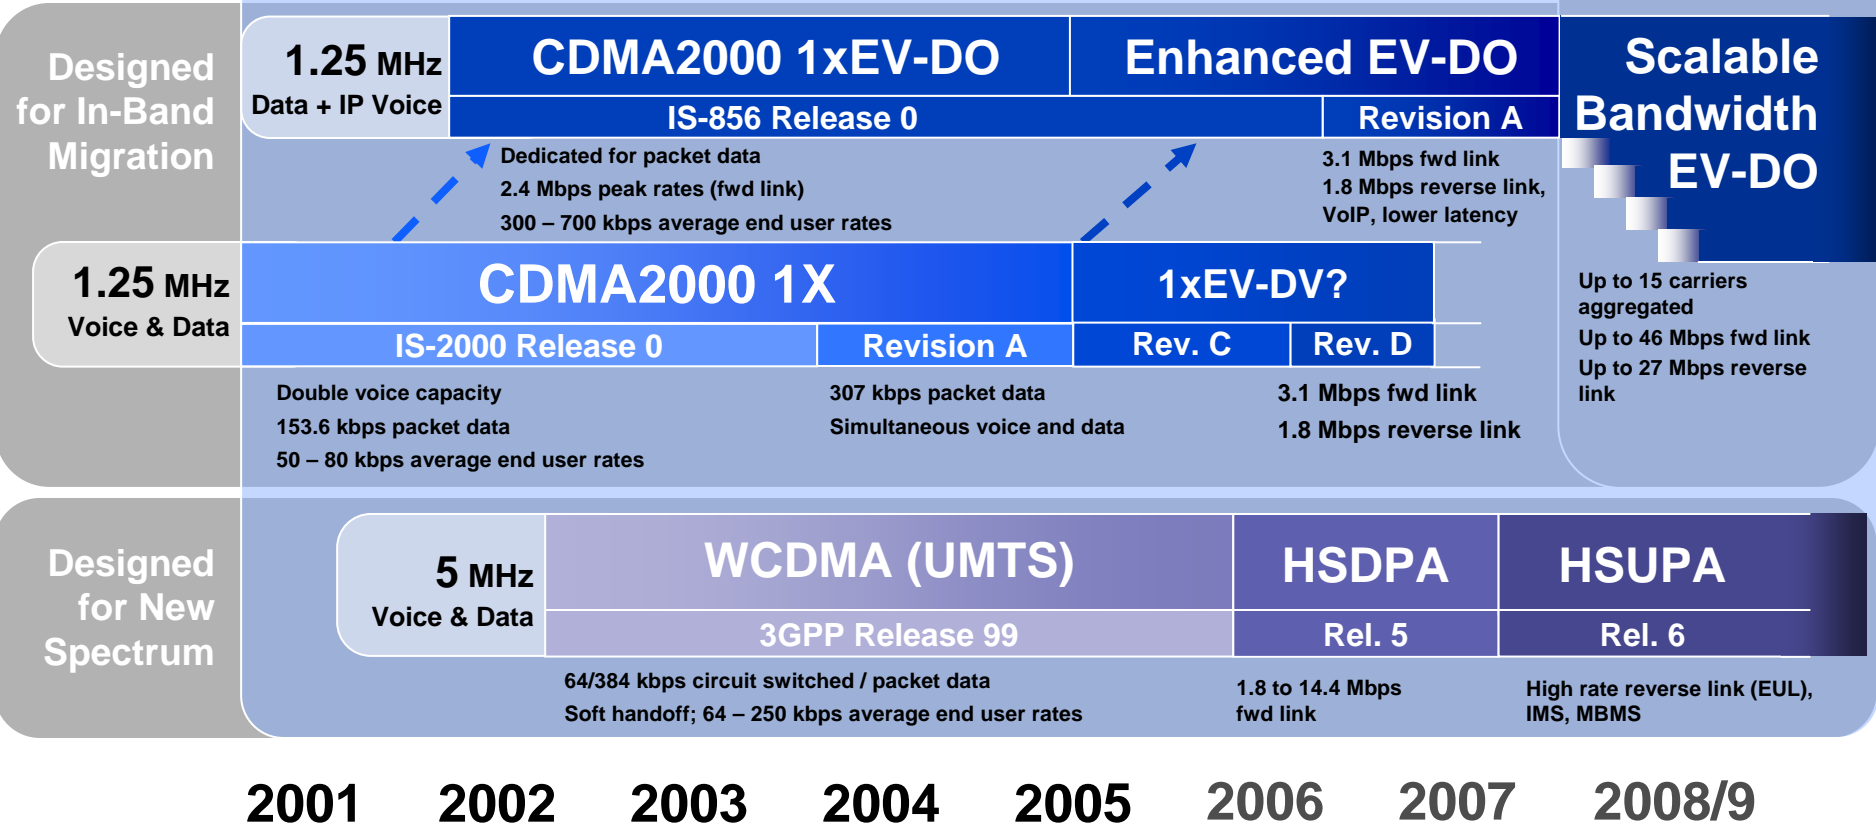 Designed
for In-Band
Migration
1.25 MHz
Data + IP Voice
CDMA2000 1xEV-DO
Enhanced EV-DO
IS-856 Release 0
Revision A
Scalable
Bandwidth
EV-DO
Dedicated for packet data
2.4 Mbps peak rates (fwd link)
300 – 700 kbps average end user rates
3.1 Mbps fwd link
1.8 Mbps reverse link,
VoIP, lower latency
1.25 MHz
Voice & Data
CDMA2000 1X
1xEV-DV?
IS-2000 Release 0
Revision A
Rev. C
Rev. D
Up to 15 carriers
aggregated
Up to 46 Mbps fwd link
Up to 27 Mbps reverse
link
Double voice capacity
153.6 kbps packet data
50 – 80 kbps average end user rates
307 kbps packet data
Simultaneous voice and data
3.1 Mbps fwd link
1.8 Mbps reverse link
Designed
for New
Spectrum
5 MHz
Voice & Data
WCDMA (UMTS)
HSDPA
HSUPA
3GPP Release 99
Rel. 5
Rel. 6
64/384 kbps circuit switched / packet data
Soft handoff; 64 – 250 kbps average end user rates
1.8 to 14.4 Mbps
fwd link
High rate reverse link (EUL),
IMS, MBMS
2001 2002 2003 2004 2005 2006 2007 2008/9